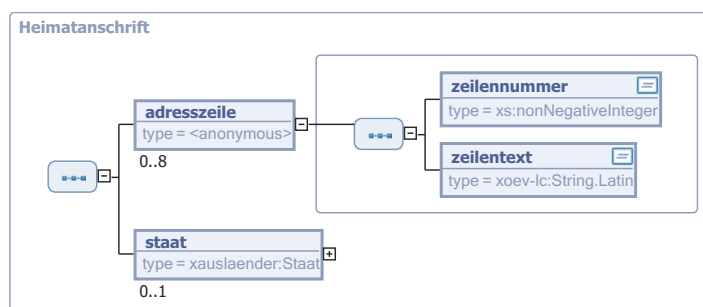 Heimatanschrift
adresszeile
type = <anonymous>
0..8
zeilennummer
type = xs:nonNegativeInteger
zeilentext
type = xoev-lc:String.Latin
staat
type = xauslaender:Staat
0..1